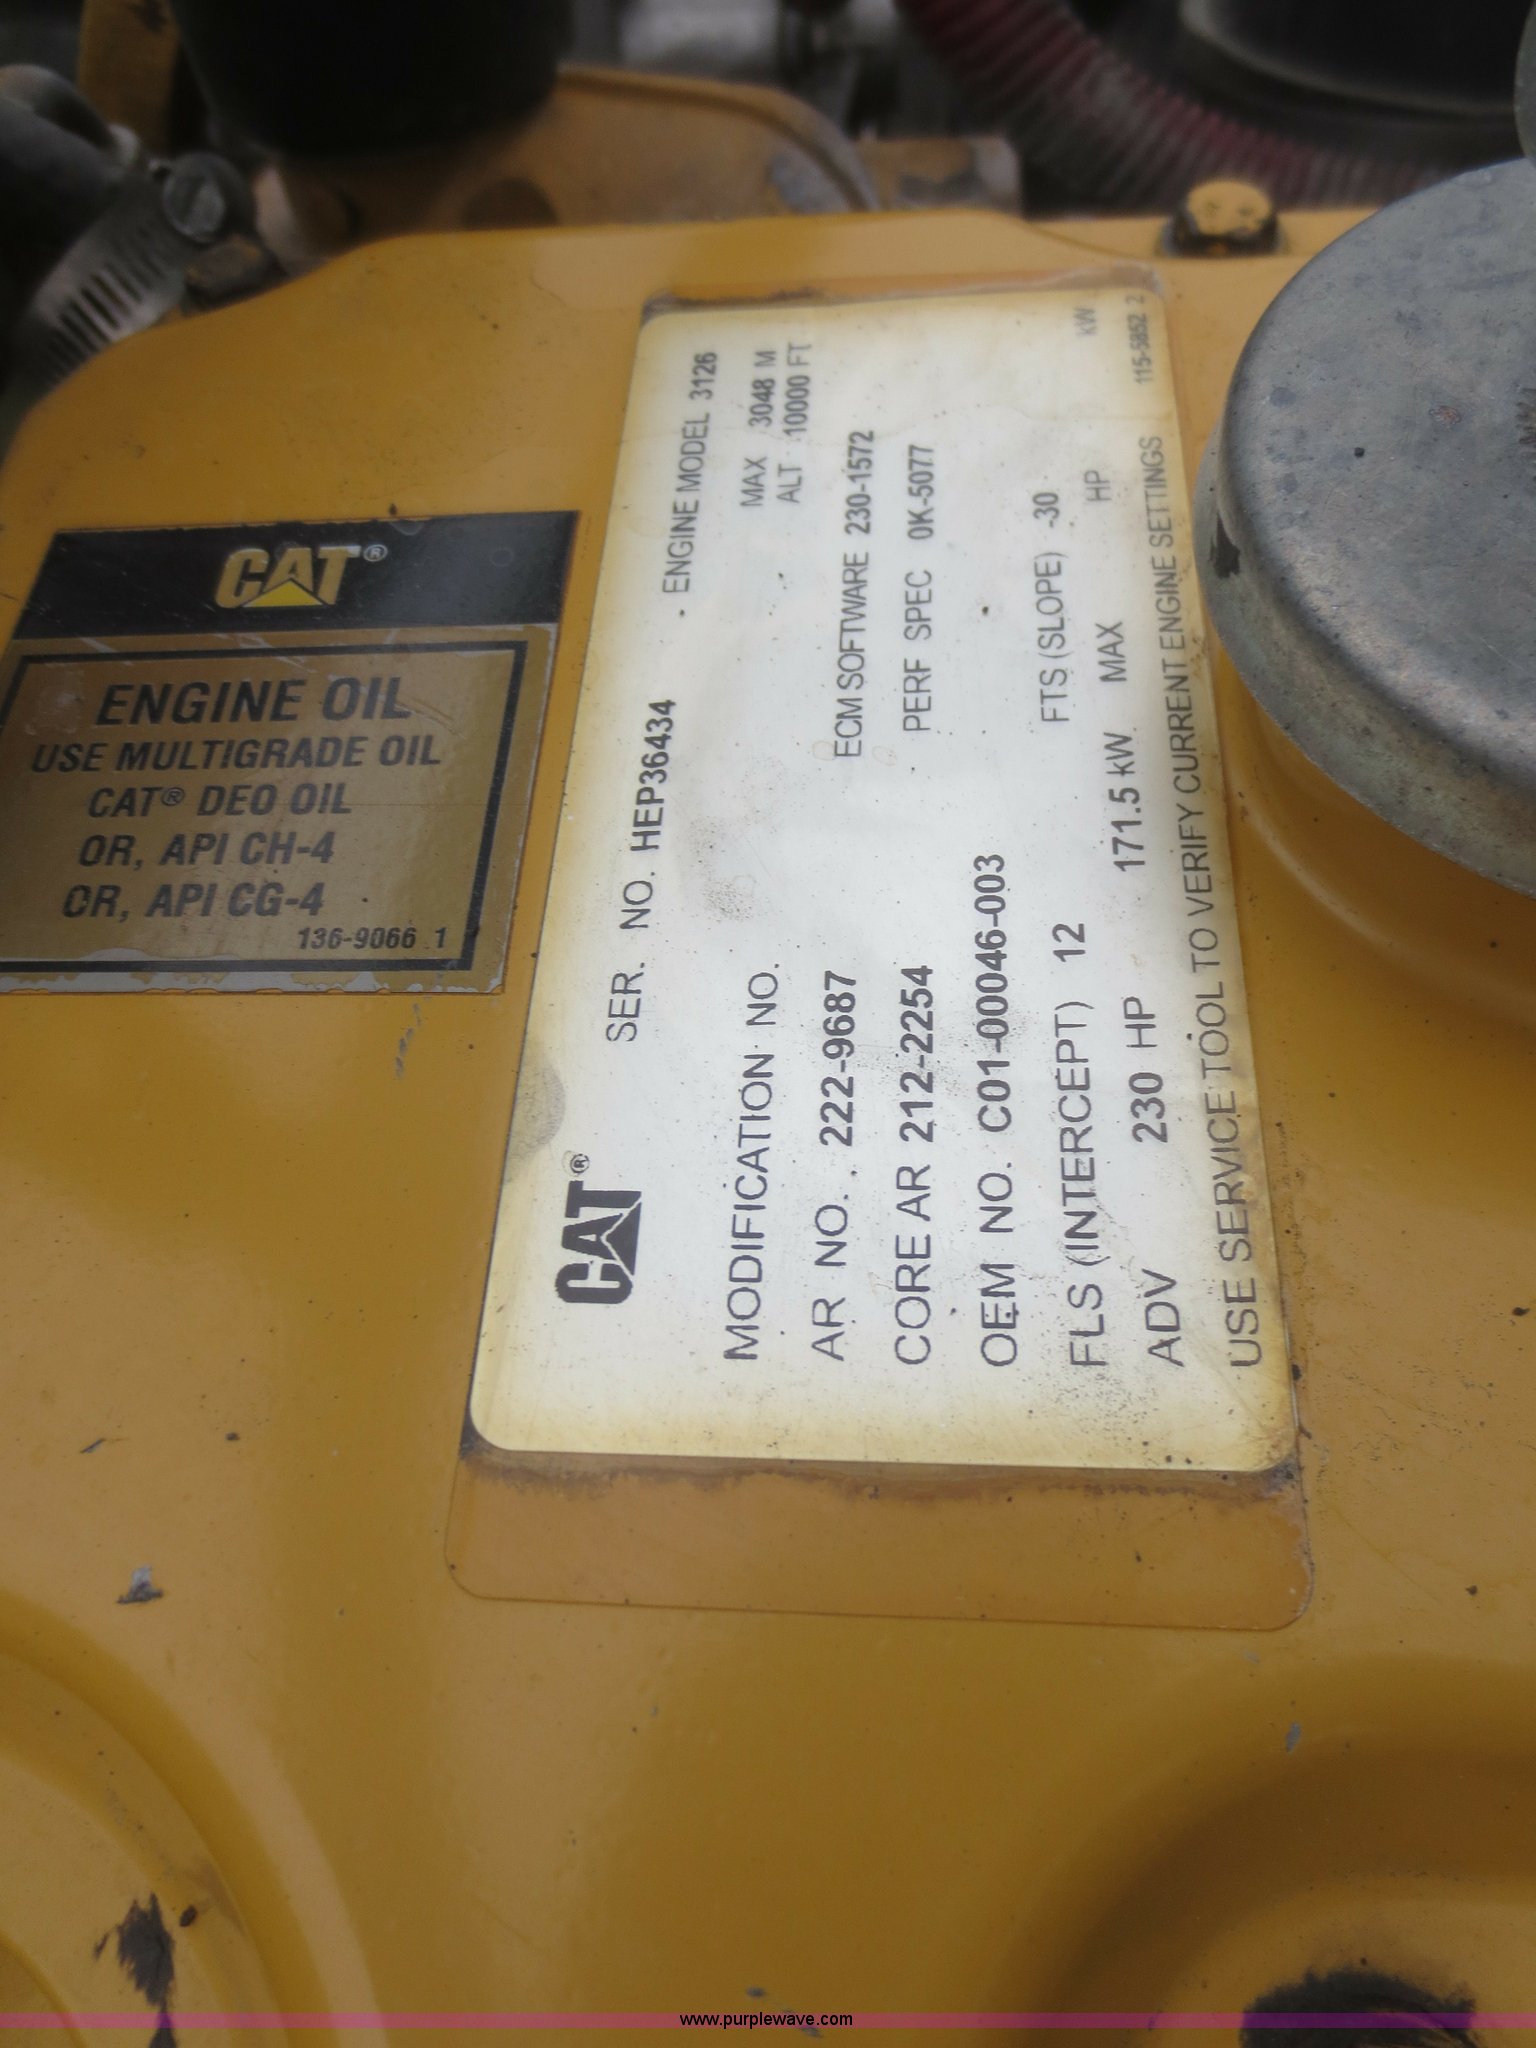 CAT®
ENGINE OIL
USE MULTIGRADE OIL
CAT® DEO OIL
OR, API CH-4
OR, API CG-4
136-9066 1
CAT® SER. NO. HEP36434 ENGINE MODEL 3126
MODIFICATION NO. MAX 3048 M
ALT 10000 FT
AR NO. 222-9687 ECM SOFTWARE 230-1572
CORE AR 212-2254 PERF SPEC 0K-5077
OEM NO. C01-00046-003
FLS (INTERCEPT) 12 FTS (SLOPE) -30
ADV 230 HP 171.5 kW MAX HP kW
USE SERVICE TOOL TO VERIFY CURRENT ENGINE SETTINGS 115-5852 2
www.purplewave.com